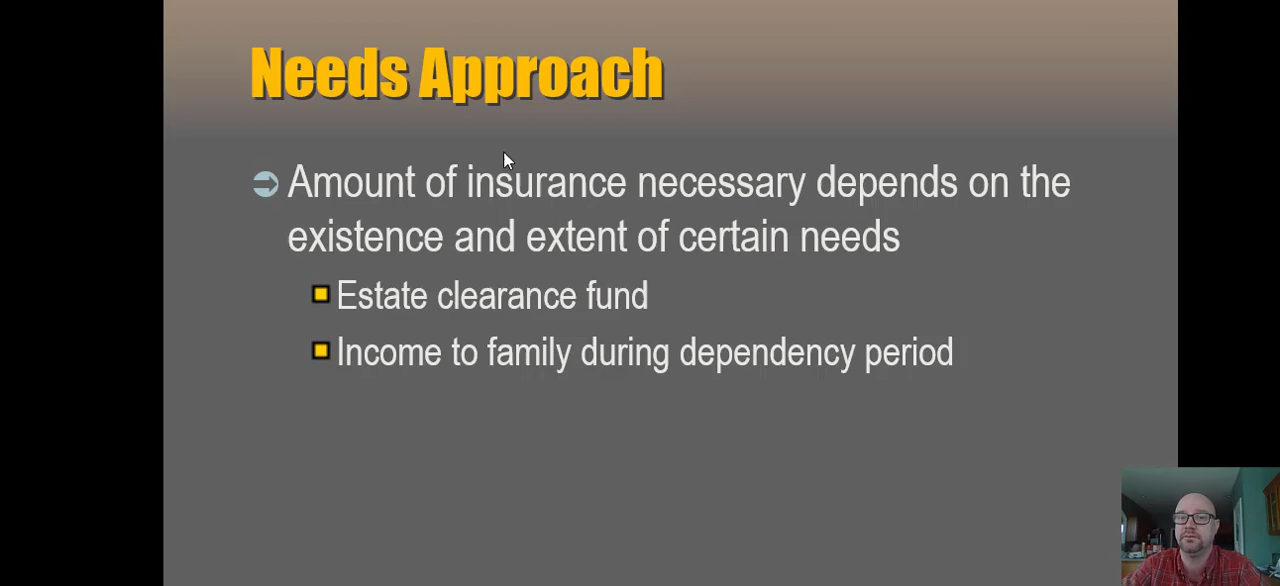 Needs Approach
Amount of insurance necessary depends on the
existence and extent of certain needs
Estate clearance fund
Income to family during dependency period